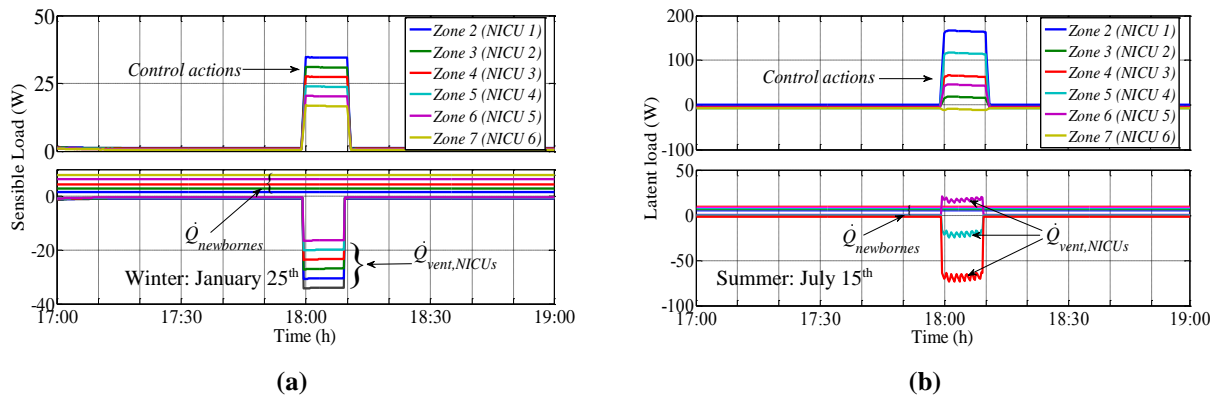 50
25
0
Sensible Load (W)
Control actions
Zone 2 (NICU 1)
Zone 3 (NICU 2)
Zone 4 (NICU 3)
Zone 5 (NICU 4)
Zone 6 (NICU 5)
Zone 7 (NICU 6)
0
-20
-40
Q̇newbornes
Q̇vent,NICUs
Winter: January 25th
17:00 17:30 18:00 18:30 19:00
Time (h)
(a)
200
100
0
-100
Latent load (W)
Control actions
Zone 2 (NICU 1)
Zone 3 (NICU 2)
Zone 4 (NICU 3)
Zone 5 (NICU 4)
Zone 6 (NICU 5)
Zone 7 (NICU 6)
50
0
-50
-100
Q̇newbornes
Q̇vent,NICUs
Summer: July 15th
17:00 17:30 18:00 18:30 19:00
Time (h)
(b)